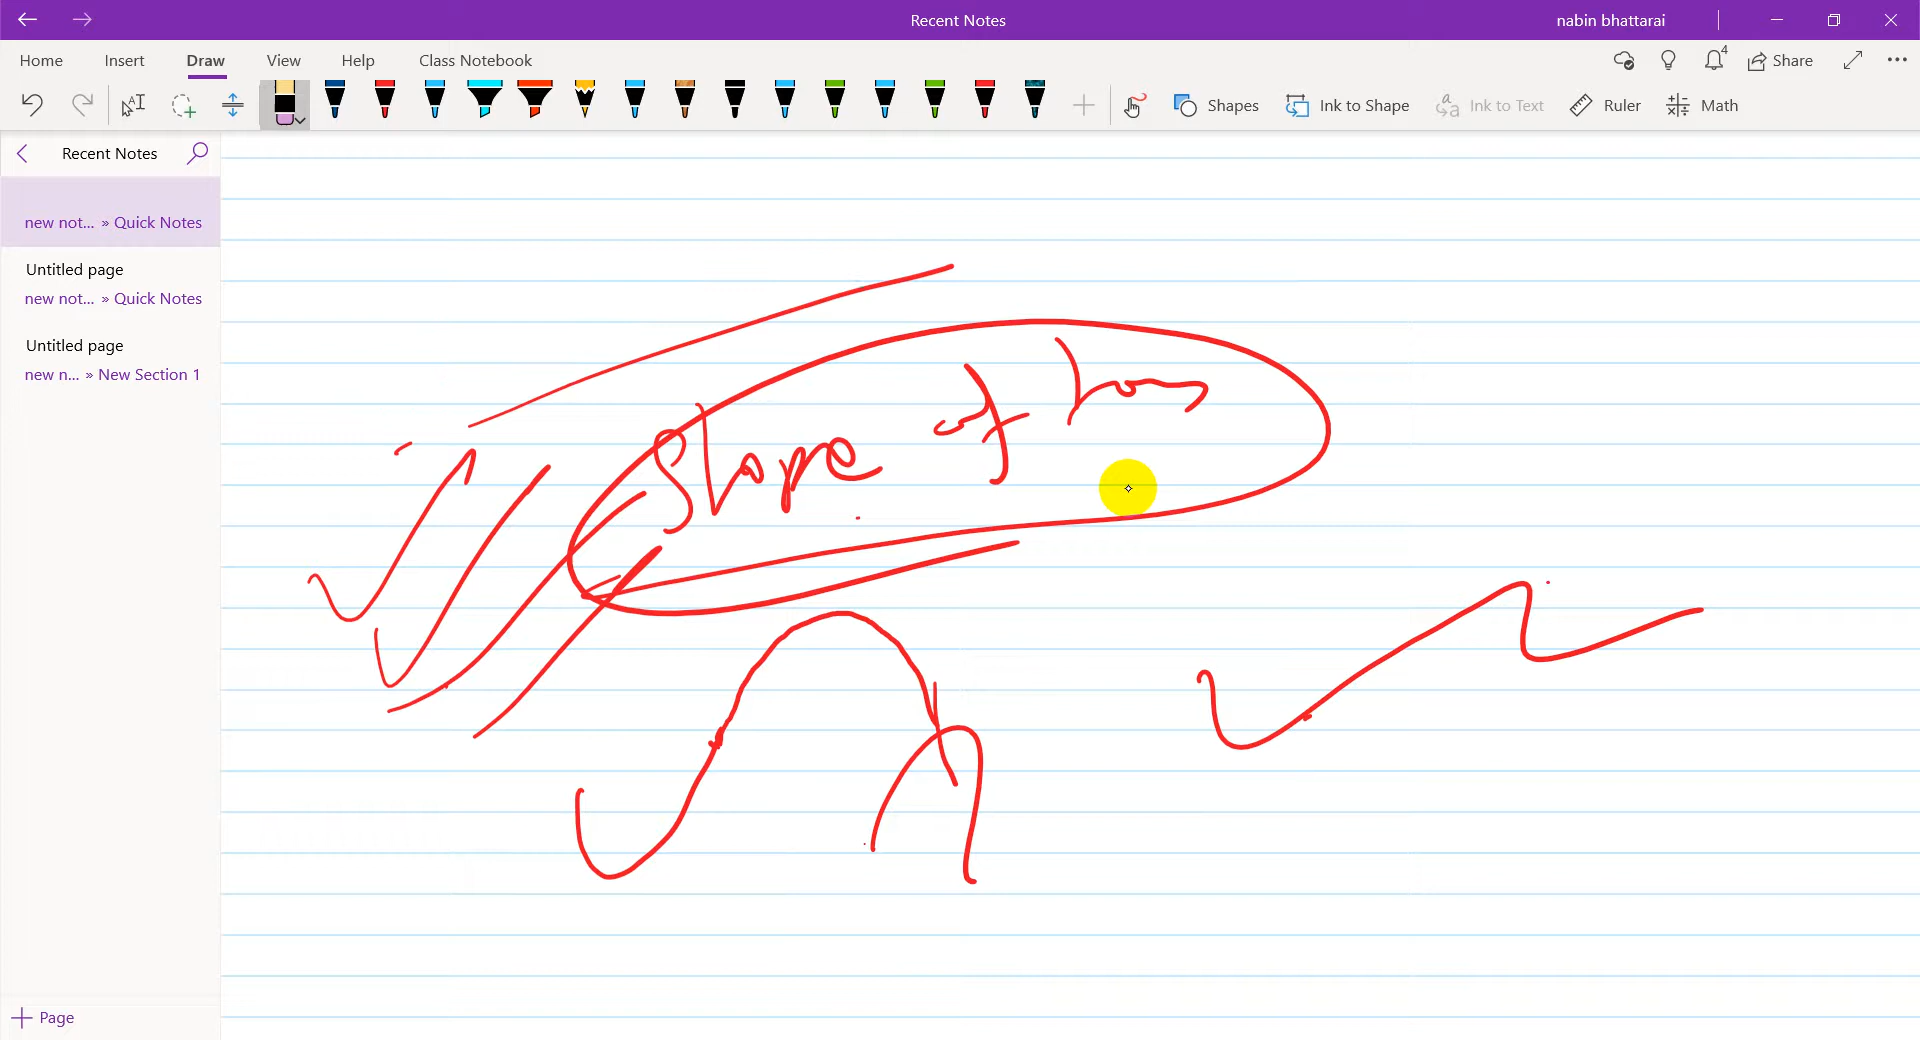 Recent Notes
nabin bhattarai
Home Insert Draw View Help Class Notebook
4
Share
Shapes Ink to Shape Ink to Text Ruler Math
Recent Notes
new not... » Quick Notes
Untitled page
new not... » Quick Notes
Untitled page
new n... » New Section 1
Slope of
Page